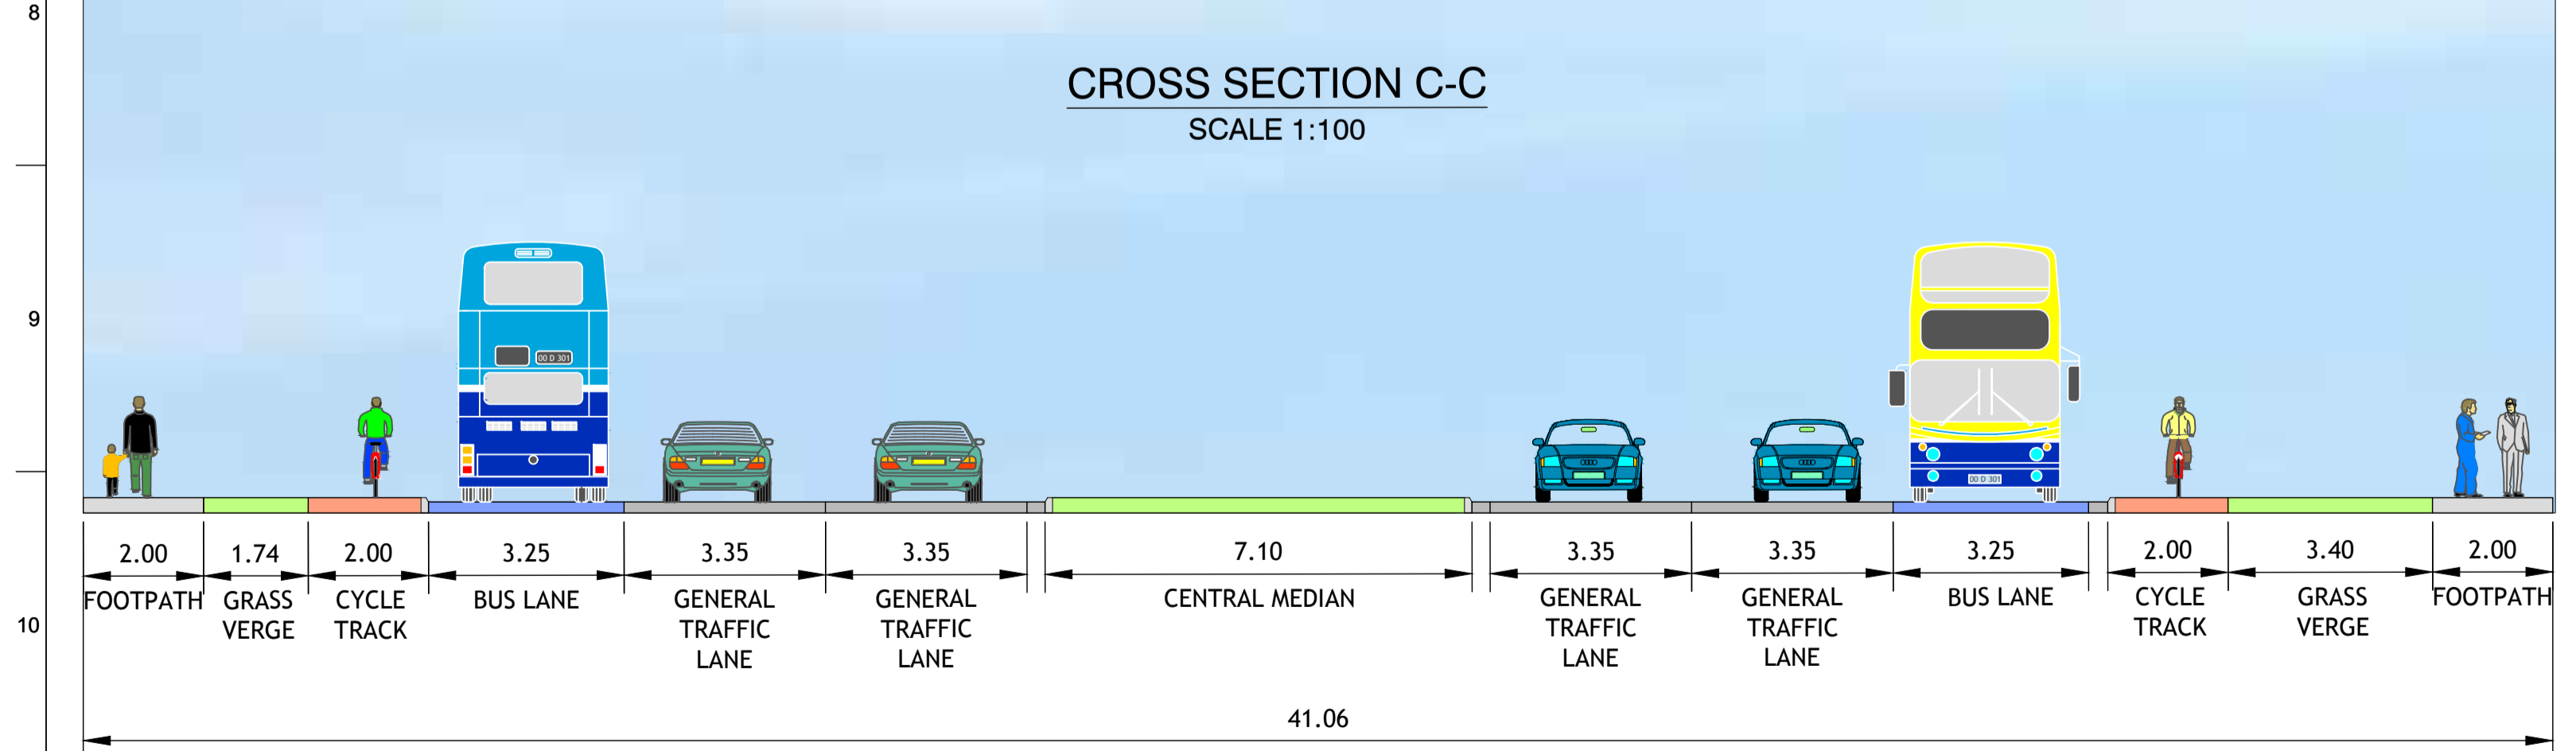 8
CROSS SECTION C-C
SCALE 1:100
9
00 D 301
00 D 301
2.00 1.74 2.00 3.25 3.35 3.35 7.10 3.35 3.35 3.25 2.00 3.40 2.00
FOOTPATH GRASS CYCLE BUS LANE GENERAL GENERAL CENTRAL MEDIAN GENERAL GENERAL BUS LANE CYCLE GRASS FOOTPATH
10
VERGE TRACK TRAFFIC TRAFFIC TRAFFIC TRAFFIC TRACK VERGE
LANE LANE LANE LANE
41.06